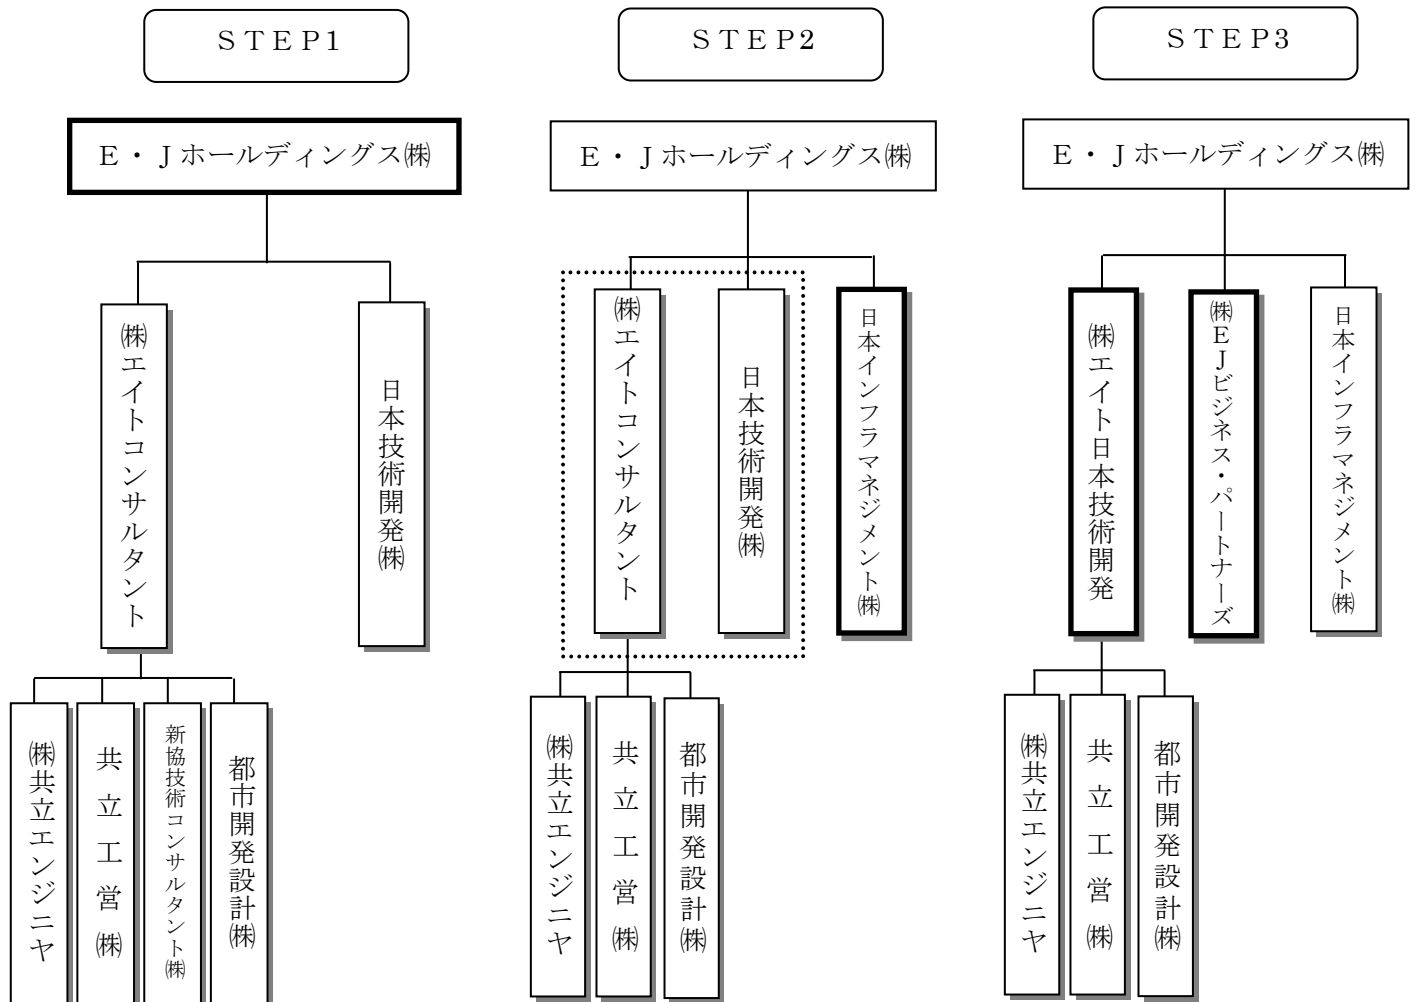 STEP1
E・Jホールディングス㈱
㈱エイトコンサルタント
日本技術開発㈱
㈱共立エンジニヤ
共立工営㈱
新協技術コンサルタント㈱
都市開発設計㈱
STEP2
E・Jホールディングス㈱
㈱エイトコンサルタント
日本技術開発㈱
日本インフラマネジメント㈱
㈱共立エンジニヤ
共立工営㈱
都市開発設計㈱
STEP3
E・Jホールディングス㈱
㈱エイト日本技術開発
㈱EJビジネス・パートナーズ
日本インフラマネジメント㈱
㈱共立エンジニヤ
共立工営㈱
都市開発設計㈱